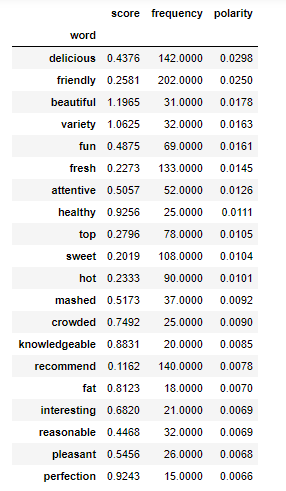 score frequency polarity
word
delicious 0.4376 142.0000 0.0298
friendly 0.2581 202.0000 0.0250
beautiful 1.1965 31.0000 0.0178
variety 1.0625 32.0000 0.0163
fun 0.4875 69.0000 0.0161
fresh 0.2273 133.0000 0.0145
attentive 0.5057 52.0000 0.0126
healthy 0.9256 25.0000 0.0111
top 0.2796 78.0000 0.0105
sweet 0.2019 108.0000 0.0104
hot 0.2333 90.0000 0.0101
mashed 0.5173 37.0000 0.0092
crowded 0.7492 25.0000 0.0090
knowledgeable 0.8831 20.0000 0.0085
recommend 0.1162 140.0000 0.0078
fat 0.8123 18.0000 0.0070
interesting 0.6820 21.0000 0.0069
reasonable 0.4468 32.0000 0.0069
pleasant 0.5456 26.0000 0.0068
perfection 0.9243 15.0000 0.0066